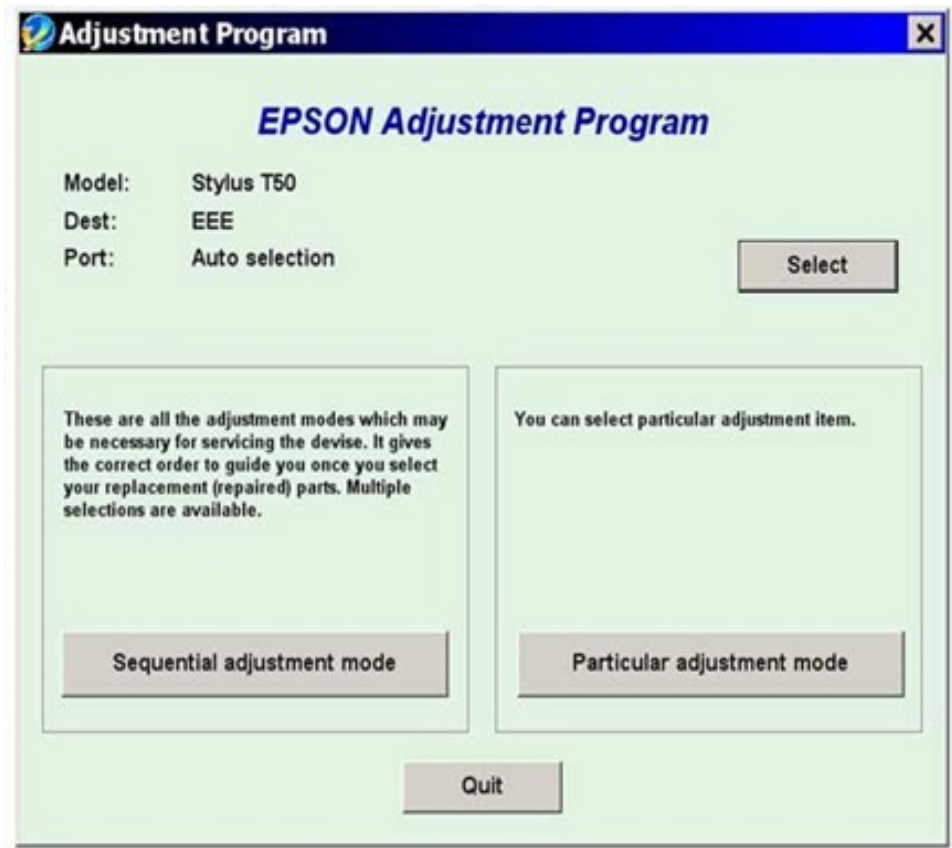 Adjustment Program
EPSON Adjustment Program
Model: Stylus T50
Dest: EEE
Port: Auto selection
Select
These are all the adjustment modes which may
be necessary for servicing the devise. It gives
the correct order to guide you once you select
your replacement (repaired) parts. Multiple
selections are available.
Sequential adjustment mode
You can select particular adjustment item.
Particular adjustment mode
Quit